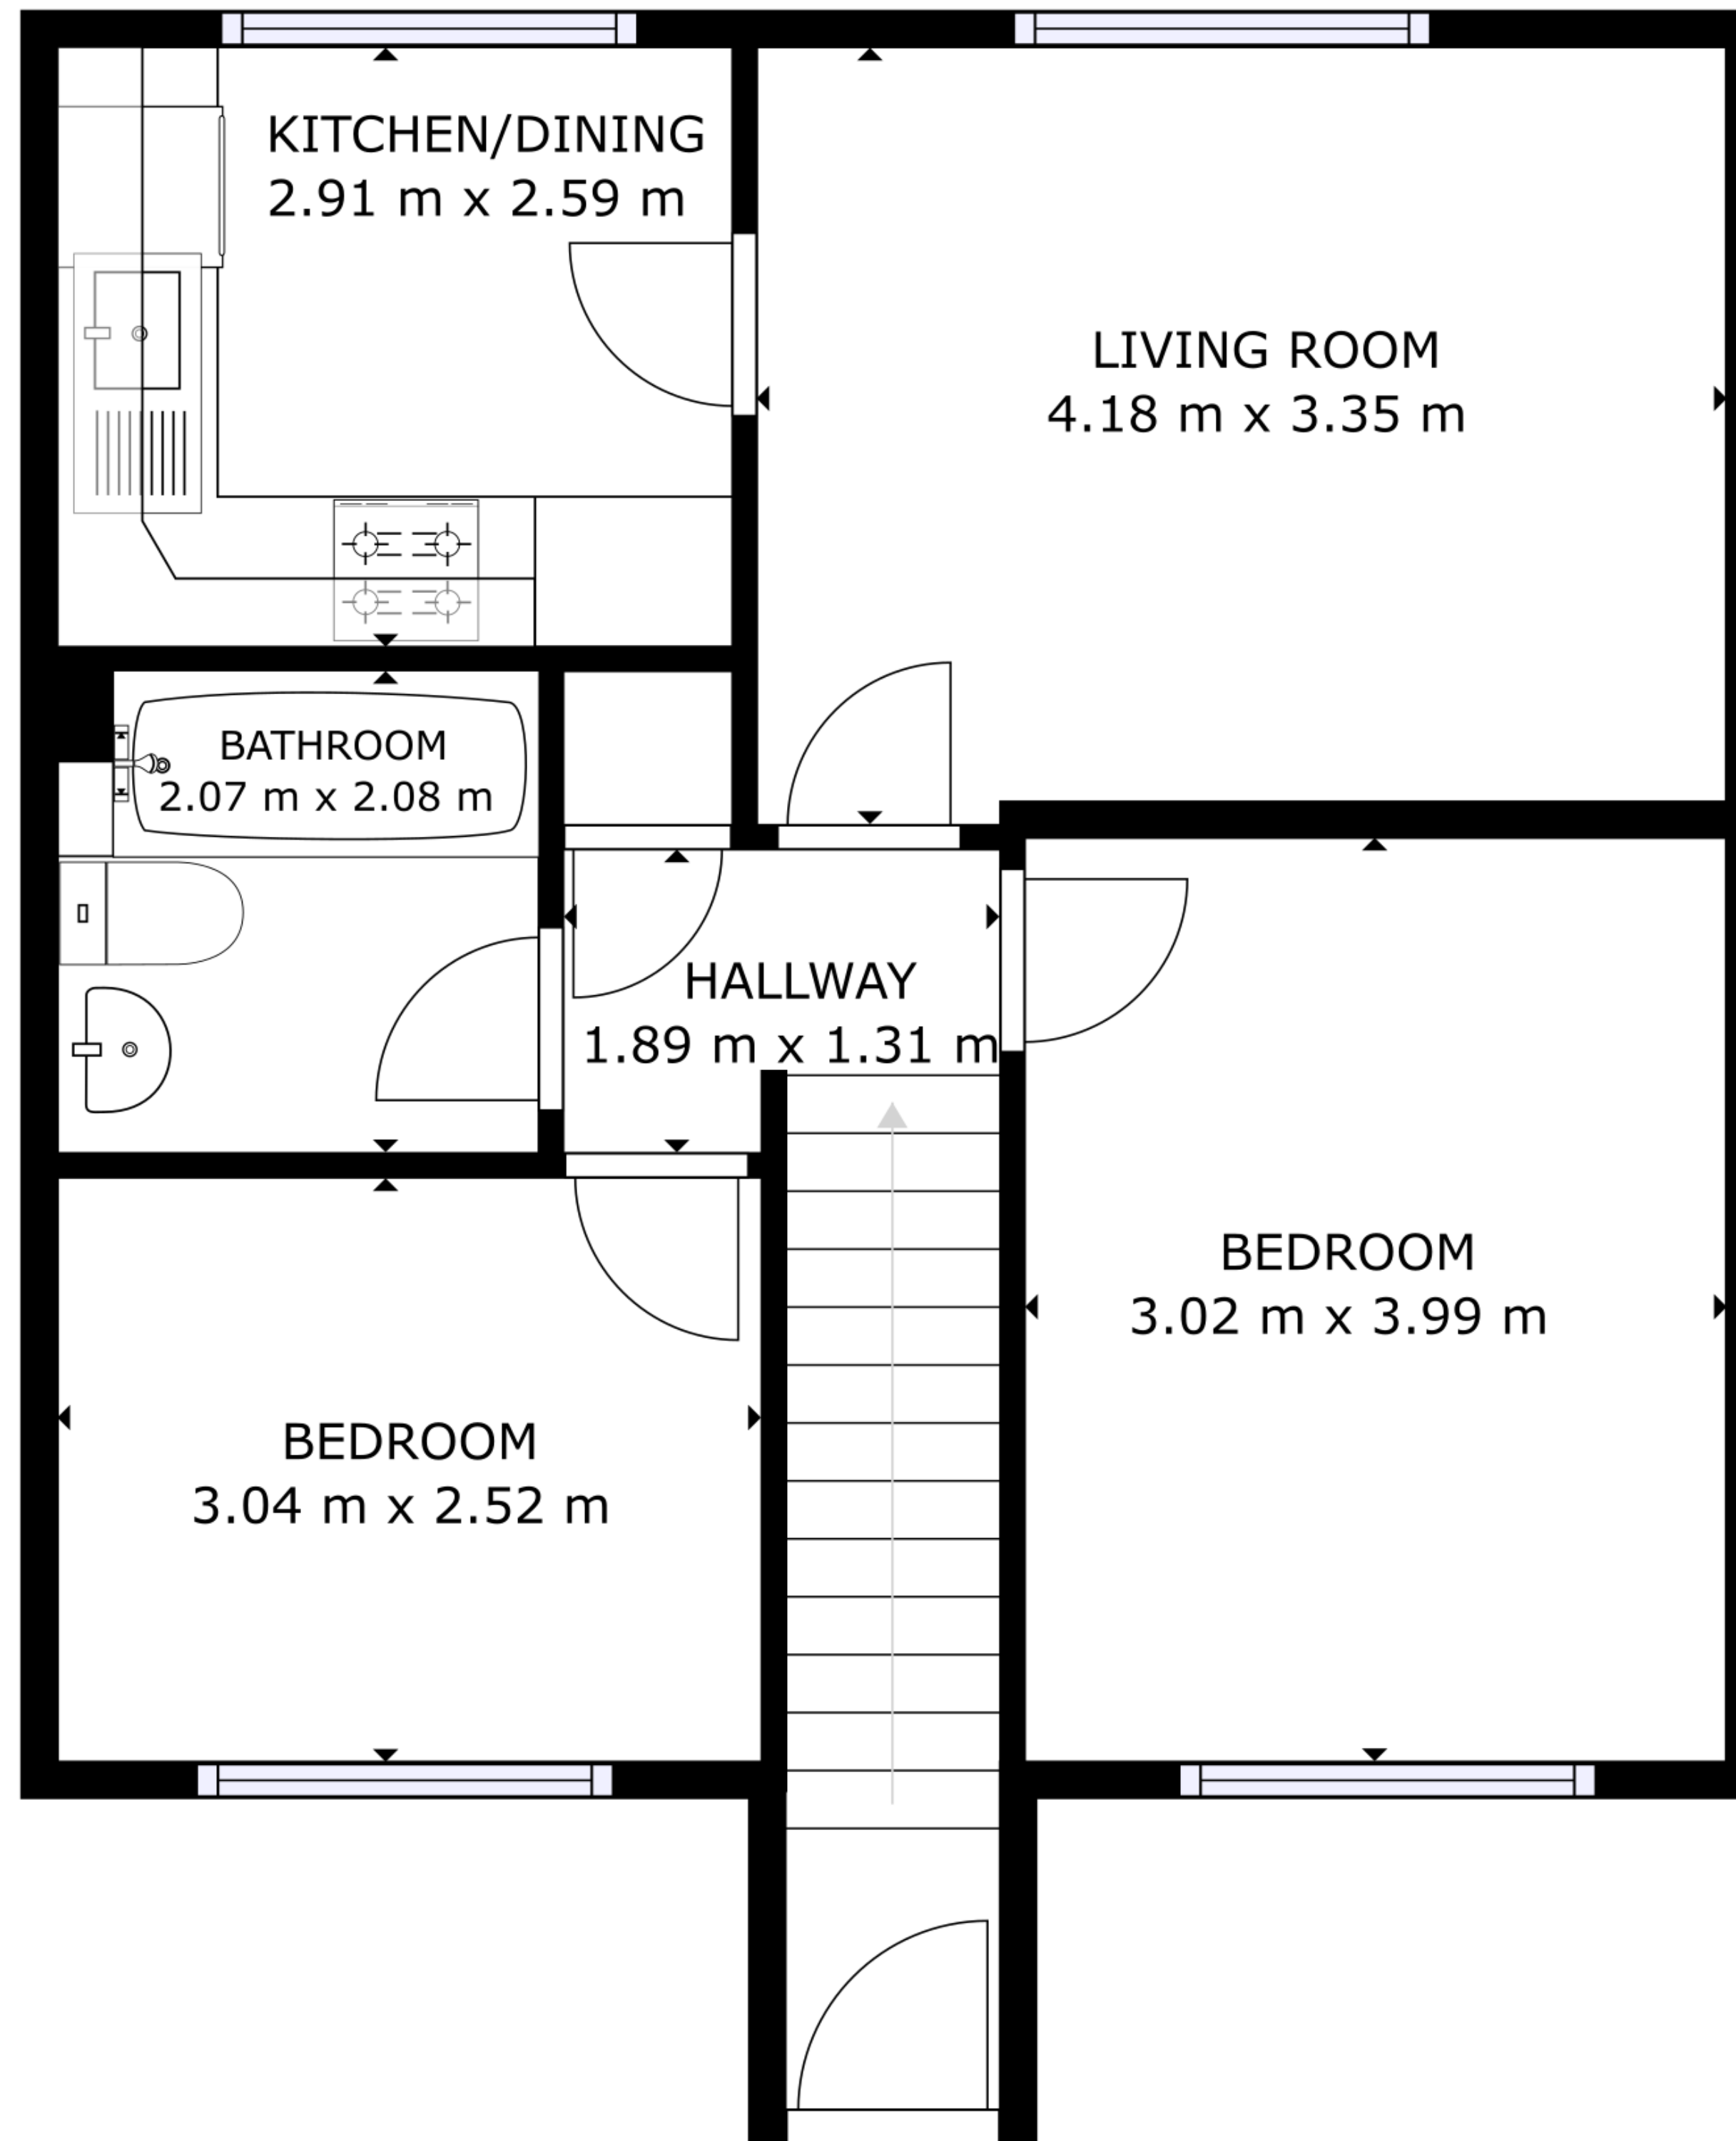 KITCHEN/DINING
2.91 m x 2.59 m
LIVING ROOM
4.18 m x 3.35 m
BATHROOM
2.07 m x 2.08 m
HALLWAY
1.89 m x 1.31 m
BEDROOM
3.02 m x 3.99 m
BEDROOM
3.04 m x 2.52 m